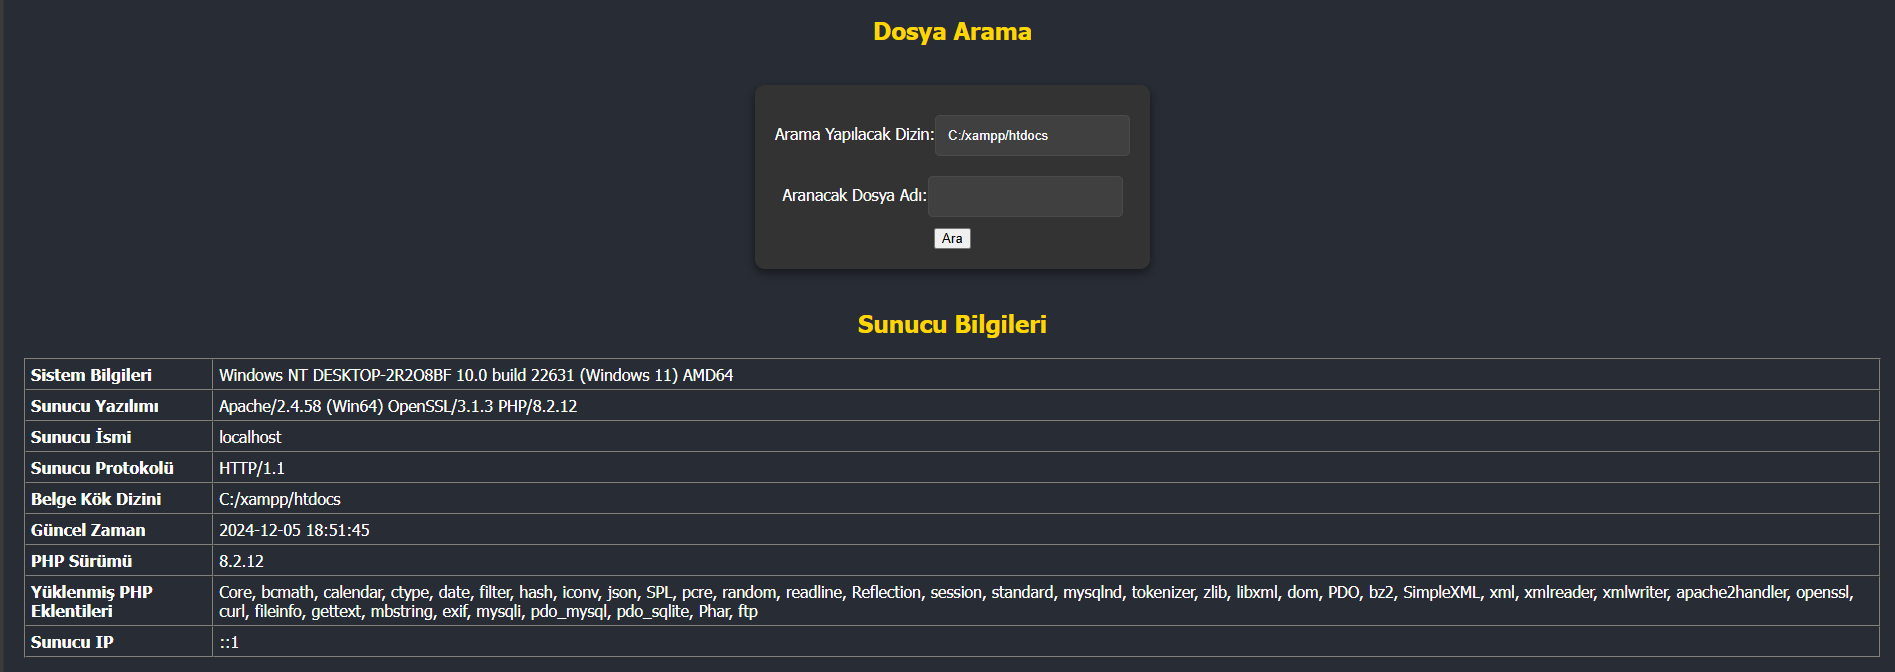 Dosya Arama
Arama Yapılacak Dizin: C:/xampp/htdocs
Aranacak Dosya Adı:
Ara
Sunucu Bilgileri
Sistem Bilgileri Windows NT DESKTOP-2R2O8BF 10.0 build 22631 (Windows 11) AMD64
Sunucu Yazılımı Apache/2.4.58 (Win64) OpenSSL/3.1.3 PHP/8.2.12
Sunucu İsmi localhost
Sunucu Protokolü HTTP/1.1
Belge Kök Dizini C:/xampp/htdocs
Güncel Zaman 2024-12-05 18:51:45
PHP Sürümü 8.2.12
Yüklenmiş PHP Eklentileri Core, bcmath, calendar, ctype, date, filter, hash, iconv, json, SPL, pcre, random, readline, Reflection, session, standard, mysqlnd, tokenizer, zlib, libxml, dom, PDO, bz2, SimpleXML, xml, xmlreader, xmlwriter, apache2handler, openssl,
curl, fileinfo, gettext, mbstring, exif, mysqli, pdo_mysql, pdo_sqlite, Phar, ftp
Sunucu IP ::1